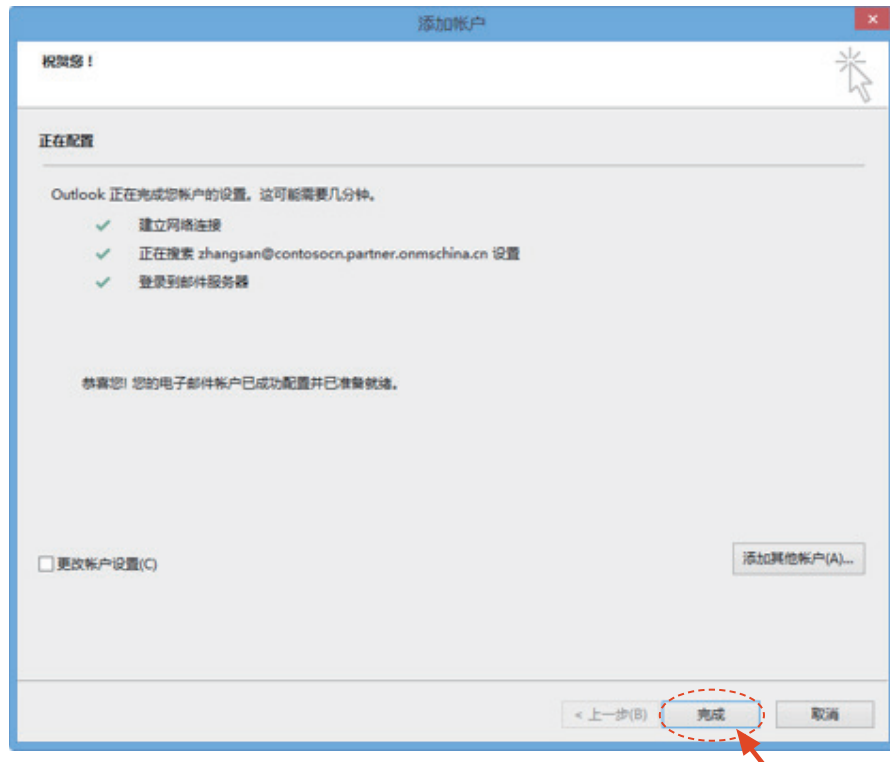 添加帐户
祝贺您！
正在配置
Outlook 正在完成您帐户的设置。这可能需要几分钟。
建立网络连接
正在搜索 zhangsan@contosocn.partner.onmschina.cn 设置
登录到邮件服务器
恭喜您! 您的电子邮件帐户已成功配置并已准备就绪。
更改帐户设置(C)
添加其他帐户(A)...
< 上一步(B)
完成
取消